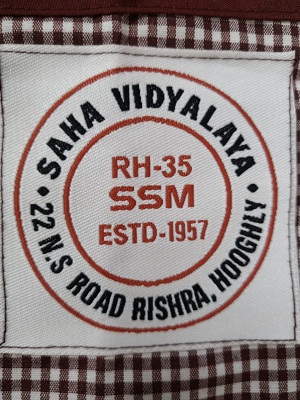 SAHA VIDYALAYA
RH-35
SSM
ESTD-1957
• 22 N.S ROAD RISHRA, HOOGHLY •